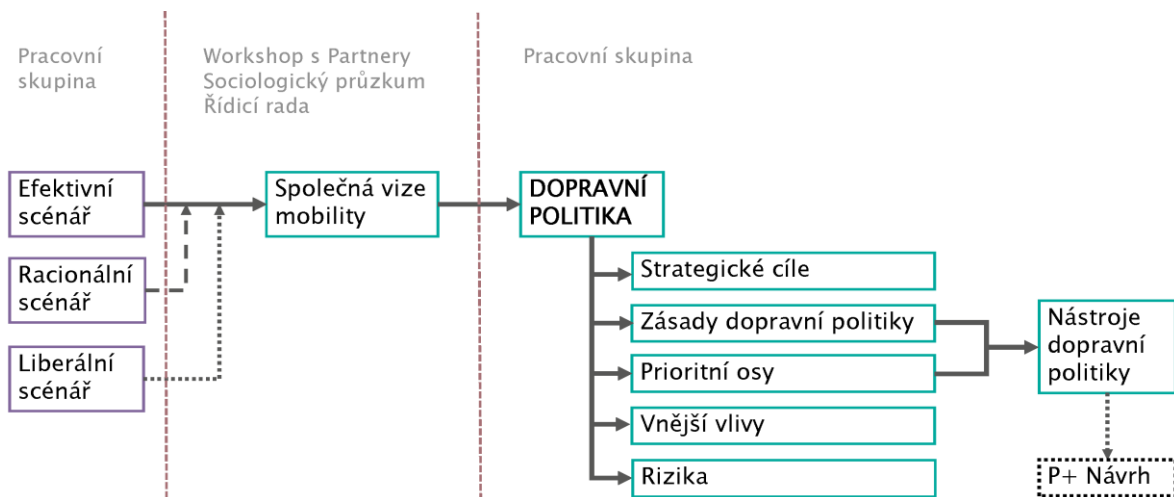 Pracovní
skupina
Workshop s Partnery
Sociologický průzkum
Řídicí rada
Pracovní skupina
Efektivní
scénář
Racionální
scénář
Liberální
scénář
Společná vize
mobility
DOPRAVNÍ
POLITIKA
Strategické cíle
Zásady dopravní politiky
Prioritní osy
Vnější vlivy
Rizika
Nástroje
dopravní
politiky
P+ Návrh